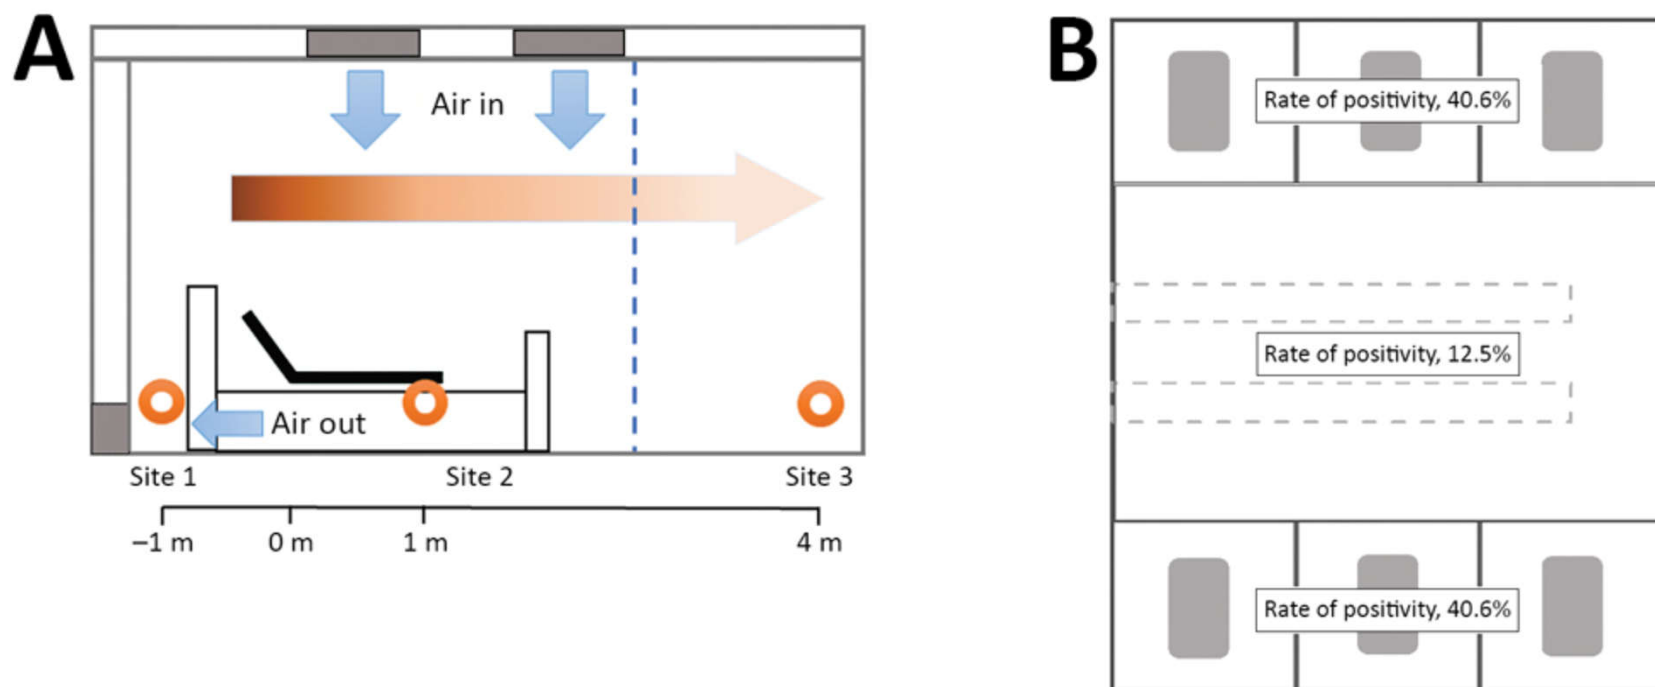 A
Air in
Air out
Site 1
Site 2
Site 3
–1 m
0 m
1 m
4 m
B
Rate of positivity, 40.6%
Rate of positivity, 12.5%
Rate of positivity, 40.6%